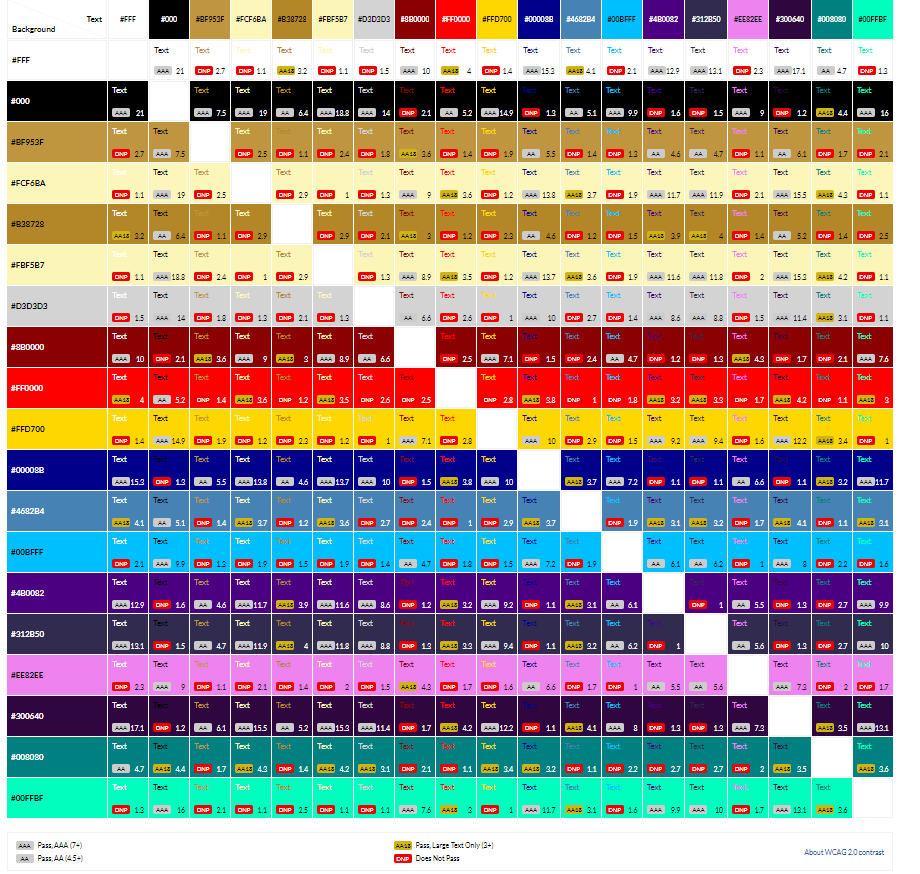 Text #FFF #000 #BF953F #FCF6BA #B38728 #FBF5B7 #D3D3D3 #8B0000 #FF0000 #FFD700 #00008B #4682B4 #00BFFF #4B0082 #312B50 #EE82EE #300640 #008080 #00FFBF
Background
Text Text Text Text Text Text Text Text Text Text Text Text Text Text Text Text Text Text
#FFF
AAA 21 DNP 2.7 DNP 1.1 AA18 3.2 DNP 1.1 DNP 1.5 AAA 10 AA18 4 DNP 1.4 AAA 15.3 AA18 4.1 DNP 2.1 AAA 12.9 AAA 13.1 DNP 2.3 AAA 17.1 AA 4.7 DNP 1.3
Text Text Text Text Text Text Text Text Text Text Text Text Text Text Text Text Text Text
#000
AAA 21 AAA 7.5 AAA 19 AA 6.4 AAA 18.8 AAA 14 DNP 2.1 AA 5.2 AAA 14.9 DNP 1.3 AA 5.1 AAA 9.9 DNP 1.6 DNP 1.5 AAA 9 DNP 1.2 AA18 4.4 AAA 16
Text Text Text Text Text Text Text Text Text Text Text Text Text Text Text Text Text Text
#BF953F
DNP 2.7 AAA 7.5 DNP 2.5 DNP 1.1 DNP 2.4 DNP 1.8 AA18 3.6 DNP 1.4 DNP 1.9 AA 5.5 DNP 1.4 DNP 1.3 AA 4.6 AA 4.7 DNP 1.1 AA 6.1 DNP 1.7 DNP 2.1
Text Text Text Text Text Text Text Text Text Text Text Text Text Text Text Text Text Text
#FCF6BA
DNP 1.1 AAA 19 DNP 2.5 DNP 2.9 DNP 1 DNP 1.3 AAA 9 AA18 3.6 DNP 1.2 AAA 13.8 AA18 3.7 DNP 1.9 AAA 11.7 AAA 11.9 DNP 2.1 AAA 15.5 AA18 4.3 DNP 1.1
Text Text Text Text Text Text Text Text Text Text Text Text Text Text Text Text Text Text
#B38728
AA18 3.2 AA 6.4 DNP 1.1 DNP 2.9 DNP 2.9 DNP 2.1 AA18 3 DNP 1.2 DNP 2.3 AA 4.6 DNP 1.2 DNP 1.5 AA18 3.9 AA18 4 DNP 1.4 AA 5.2 DNP 1.4 DNP 2.5
Text Text Text Text Text Text Text Text Text Text Text Text Text Text Text Text Text Text
#FBF5B7
DNP 1.1 AAA 18.8 DNP 2.4 DNP 1 DNP 2.9 DNP 1.3 AAA 8.9 AA18 3.5 DNP 1.2 AAA 13.7 AA18 3.6 DNP 1.9 AAA 11.6 AAA 11.8 DNP 2 AAA 15.3 AA18 4.2 DNP 1.1
Text Text Text Text Text Text Text Text Text Text Text Text Text Text Text Text Text Text
#D3D3D3
DNP 1.5 AAA 14 DNP 1.8 DNP 1.3 DNP 2.1 DNP 1.3 AA 6.6 DNP 2.6 DNP 1 AAA 10 DNP 2.7 DNP 1.4 AAA 8.6 AAA 8.8 DNP 1.5 AAA 11.4 AA18 3.1 DNP 1.1
Text Text Text Text Text Text Text Text Text Text Text Text Text Text Text Text Text Text
#8B0000
AAA 10 DNP 2.1 AA18 3.6 AAA 9 AA18 3 AAA 8.9 AA 6.6 DNP 2.5 AAA 7.1 DNP 1.5 DNP 2.4 AA 4.7 DNP 1.2 DNP 1.3 AA18 4.3 DNP 1.7 DNP 2.1 AAA 7.6
Text Text Text Text Text Text Text Text Text Text Text Text Text Text Text Text Text Text
#FF0000
AA18 4 AA 5.2 DNP 1.4 AA18 3.6 DNP 1.2 AA18 3.5 DNP 2.6 DNP 2.5 DNP 2.8 AA18 3.8 DNP 1 DNP 1.8 AA18 3.2 AA18 3.3 DNP 1.7 AA18 4.2 DNP 1.1 AA18 3
Text Text Text Text Text Text Text Text Text Text Text Text Text Text Text Text Text Text
#FFD700
DNP 1.4 AAA 14.9 DNP 1.9 DNP 1.2 DNP 2.3 DNP 1.2 DNP 1 AAA 7.1 DNP 2.8 AAA 10 DNP 2.9 DNP 1.5 AAA 9.2 AAA 9.4 DNP 1.6 AAA 12.2 AA18 3.4 DNP 1
Text Text Text Text Text Text Text Text Text Text Text Text Text Text Text Text Text Text
#00008B
AAA 15.3 DNP 1.3 AA 5.5 AAA 13.8 AA 4.6 AAA 13.7 AAA 10 DNP 1.5 AA18 3.8 AAA 10 AA18 3.7 AAA 7.2 DNP 1.1 DNP 1.1 AA 6.6 DNP 1.1 AA18 3.2 AAA 11.7
Text Text Text Text Text Text Text Text Text Text Text Text Text Text Text Text Text Text
#4682B4
AA18 4.1 AA 5.1 DNP 1.4 AA18 3.7 DNP 1.2 AA18 3.6 DNP 2.7 DNP 2.4 DNP 1 DNP 2.9 AA18 3.7 DNP 1.9 AA18 3.1 AA18 3.2 DNP 1.7 AA18 4.1 DNP 1.1 AA18 3.1
Text Text Text Text Text Text Text Text Text Text Text Text Text Text Text Text Text Text
#00BFFF
DNP 2.1 AAA 9.9 DNP 1.3 DNP 1.9 DNP 1.5 DNP 1.9 DNP 1.4 AA 4.7 DNP 1.8 DNP 1.5 AAA 7.2 DNP 1.9 AA 6.1 AA 6.2 DNP 1 AAA 8 DNP 2.2 DNP 1.6
Text Text Text Text Text Text Text Text Text Text Text Text Text Text Text Text Text Text
#4B0082
AAA 12.9 DNP 1.6 AA 4.6 AAA 11.7 AA18 3.9 AAA 11.6 AAA 8.6 DNP 1.2 AA18 3.2 AAA 9.2 DNP 1.1 AA18 3.1 AA 6.1 DNP 1 AA 5.5 DNP 1.3 DNP 2.7 AAA 9.9
Text Text Text Text Text Text Text Text Text Text Text Text Text Text Text Text Text Text
#312B50
AAA 13.1 DNP 1.5 AA 4.7 AAA 11.9 AA18 4 AAA 11.8 AAA 8.8 DNP 1.3 AA18 3.3 AAA 9.4 DNP 1.1 AA18 3.2 AA 6.2 DNP 1 AA 5.6 DNP 1.3 DNP 2.7 AAA 10
Text Text Text Text Text Text Text Text Text Text Text Text Text Text Text Text Text Text
#EE82EE
DNP 2.3 AAA 9 DNP 1.1 DNP 2.1 DNP 1.4 DNP 2 DNP 1.5 AA18 4.3 DNP 1.7 DNP 1.6 AA 6.6 DNP 1.7 DNP 1 AA 5.5 AA 5.6 AAA 7.3 DNP 2 DNP 1.7
Text Text Text Text Text Text Text Text Text Text Text Text Text Text Text Text Text Text
#300640
AAA 17.1 DNP 1.2 AA 6.1 AAA 15.5 AA 5.2 AAA 15.3 AAA 11.4 DNP 1.7 AA18 4.2 AAA 12.2 DNP 1.1 AA18 4.1 AAA 8 DNP 1.3 DNP 1.3 AAA 7.3 AA18 3.5 AAA 13.1
Text Text Text Text Text Text Text Text Text Text Text Text Text Text Text Text Text Text
#008080
AA 4.7 AA18 4.4 DNP 1.7 AA18 4.3 DNP 1.4 AA18 4.2 AA18 3.1 DNP 2.1 DNP 1.1 AA18 3.4 AA18 3.2 DNP 1.1 DNP 2.2 DNP 2.7 DNP 2.7 DNP 2 AA18 3.5 AA18 3.6
Text Text Text Text Text Text Text Text Text Text Text Text Text Text Text Text Text Text
#00FFBF
DNP 1.3 AAA 16 DNP 2.1 DNP 1.1 DNP 2.5 DNP 1.1 DNP 1.1 AAA 7.6 AA18 3 DNP 1 AAA 11.7 AA18 3.1 DNP 1.6 AAA 9.9 AAA 10 DNP 1.7 AAA 13.1 AA18 3.6
AAA Pass, AAA (7+) AA18 Pass, Large Text Only (3+)
About WCAG 2.0 contrast
AA Pass, AA (4.5+) DNP Does Not Pass